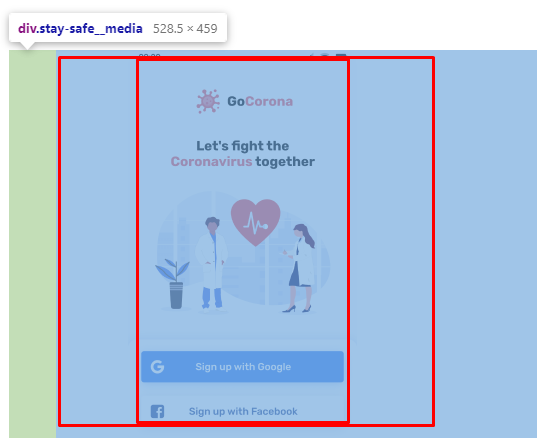 div.stay-safe__media 528.5 × 459
GoCorona
Let's fight the
Coronavirus together
Sign up with Google
Sign up with Facebook